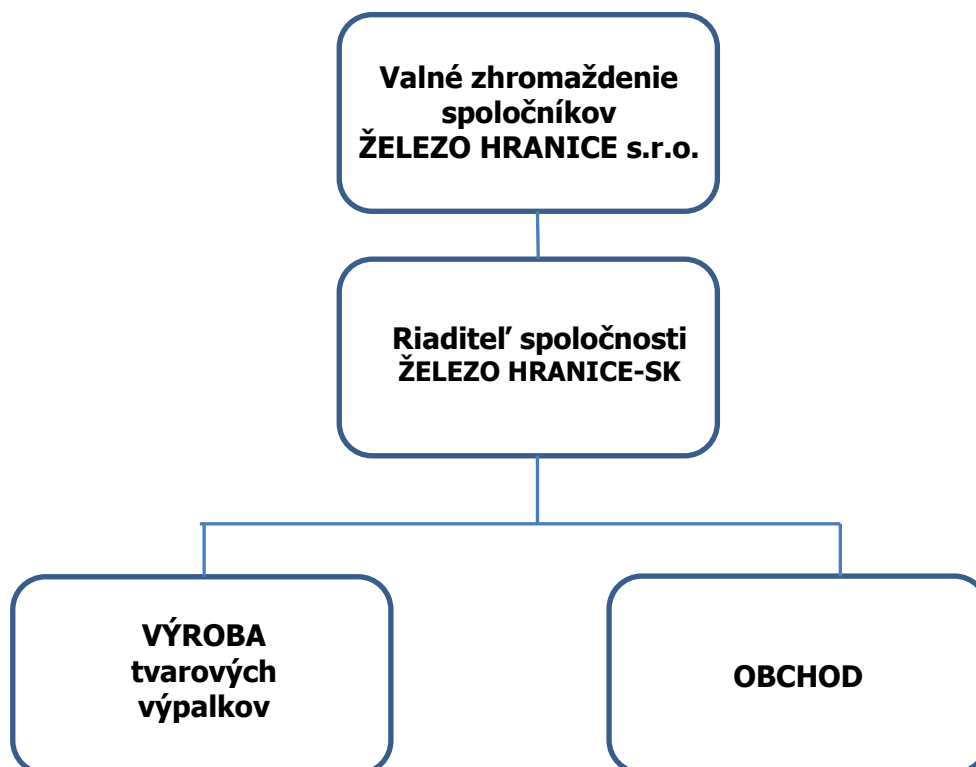 Valné zhromaždenie
spoločníkov
ŽELEZO HRANICE s.r.o.
Riaditeľ spoločnosti
ŽELEZO HRANICE-SK
VÝROBA
tvarových
výpalkov
OBCHOD